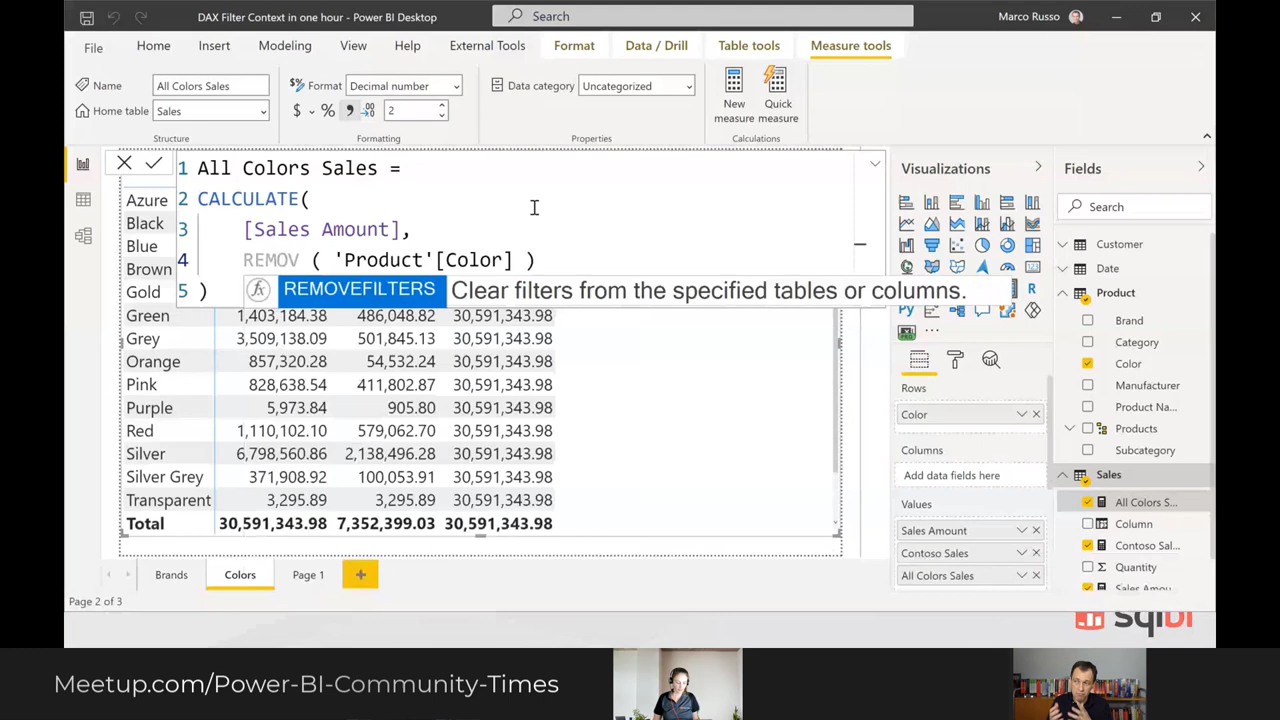 DAX Filter Context in one hour - Power BI Desktop
Search
Marco Russo
File Home Insert Modeling View Help External Tools Format Data / Drill Table tools Measure tools
Name All Colors Sales
Home table Sales
Structure
Format Decimal number
$ % 9 .00 →0 2
Formatting
Data category Uncategorized
Properties
New measure
Quick measure
Calculations
1 All Colors Sales =
2 CALCULATE(
3 [Sales Amount],
4 REMOV ( 'Product'[Color] )
5 )
fx REMOVEFILTERS Clear filters from the specified tables or columns.
Azure
Black
Blue
Brown
Gold
Green 1,403,184.38 486,048.82 30,591,343.98
Grey 3,509,138.09 501,845.13 30,591,343.98
Orange 857,320.28 54,532.24 30,591,343.98
Pink 828,638.54 411,802.87 30,591,343.98
Purple 5,973.84 905.80 30,591,343.98
Red 1,110,102.10 579,062.70 30,591,343.98
Silver 6,798,560.86 2,138,496.28 30,591,343.98
Silver Grey 371,908.92 100,053.91 30,591,343.98
Transparent 3,295.89 3,295.89 30,591,343.98
Total 30,591,343.98 7,352,399.03 30,591,343.98
Brands Colors Page 1 +
Page 2 of 3
Visualizations
R
Py
Rows
Color
Columns
Add data fields here
Values
Sales Amount
Contoso Sales
All Colors Sales
Fields
Search
Customer
Date
Product
Brand
Category
Color
Manufacturer
Product Na...
Products
Subcategory
Sales
All Colors S...
Column
Contoso Sal...
Quantity
Sales Amou...
sqlbi
Meetup.com/Power-BI-Community-Times